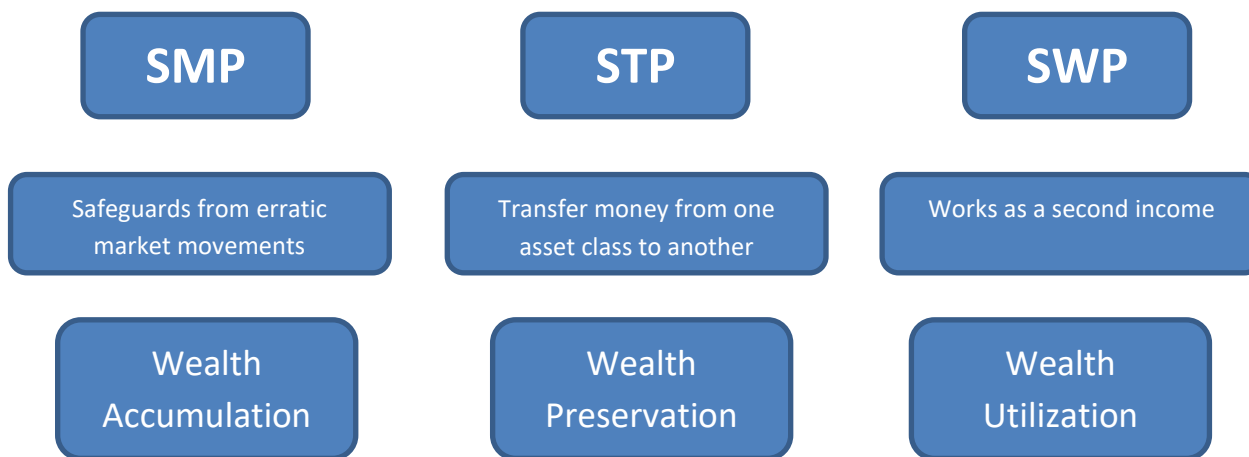 SMP
STP
SWP
Safeguards from erratic
market movements
Transfer money from one
asset class to another
Works as a second income
Wealth
Accumulation
Wealth
Preservation
Wealth
Utilization